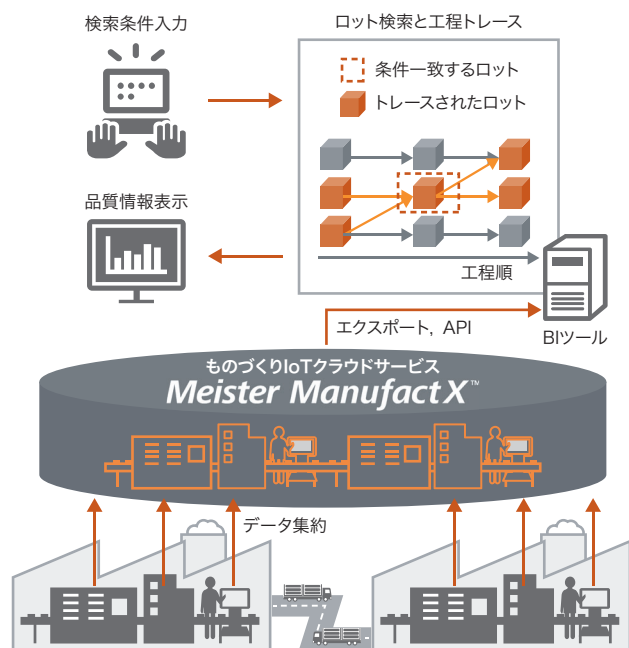 検索条件入力
ロット検索と工程トレース
条件一致するロット
トレースされたロット
品質情報表示
工程順
エクスポート, API
BIツール
ものづくりIoTクラウドサービス
Meister ManufactX™
データ集約